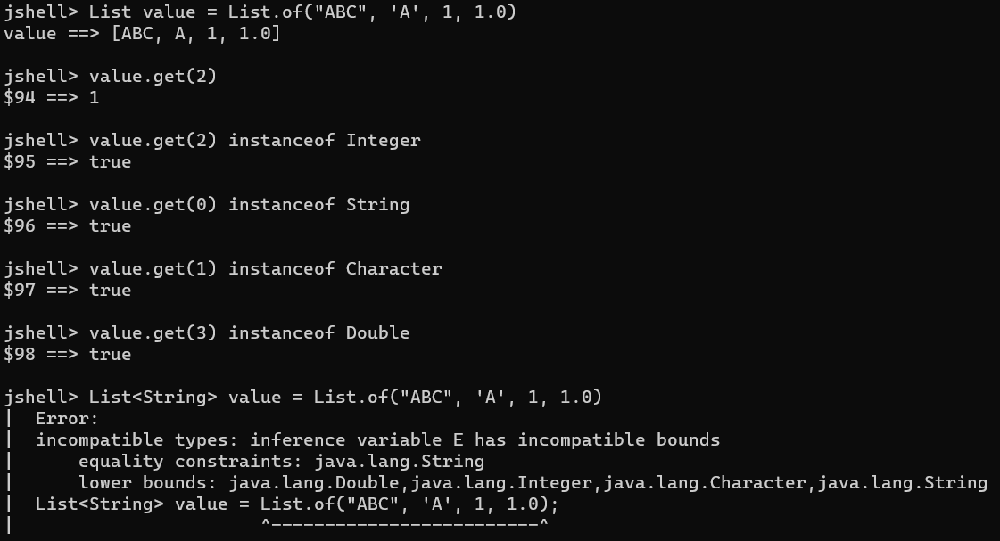 jshell> List value = List.of("ABC", 'A', 1, 1.0)
value ==> [ABC, A, 1, 1.0]
jshell> value.get(2)
$94 ==> 1
jshell> value.get(2) instanceof Integer
$95 ==> true
jshell> value.get(0) instanceof String
$96 ==> true
jshell> value.get(1) instanceof Character
$97 ==> true
jshell> value.get(3) instanceof Double
$98 ==> true
jshell> List<String> value = List.of("ABC", 'A', 1, 1.0)
|  Error:
|  incompatible types: inference variable E has incompatible bounds
|      equality constraints: java.lang.String
|      lower bounds: java.lang.Double,java.lang.Integer,java.lang.Character,java.lang.String
|  List<String> value = List.of("ABC", 'A', 1, 1.0);
|                       ^-------------------------^